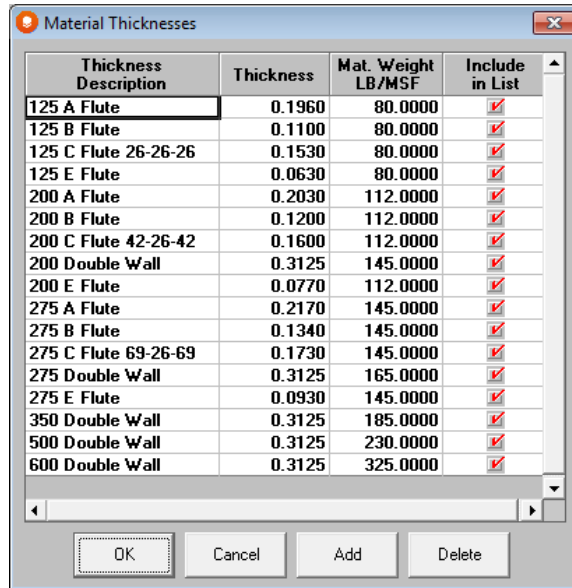 Material Thicknesses
Thickness Description Thickness Mat. Weight LB/MSF Include in List
125 A Flute 0.1960 80.0000
125 B Flute 0.1100 80.0000
125 C Flute 26-26-26 0.1530 80.0000
125 E Flute 0.0630 80.0000
200 A Flute 0.2030 112.0000
200 B Flute 0.1200 112.0000
200 C Flute 42-26-42 0.1600 112.0000
200 Double Wall 0.3125 145.0000
200 E Flute 0.0770 112.0000
275 A Flute 0.2170 145.0000
275 B Flute 0.1340 145.0000
275 C Flute 69-26-69 0.1730 145.0000
275 Double Wall 0.3125 165.0000
275 E Flute 0.0930 145.0000
350 Double Wall 0.3125 185.0000
500 Double Wall 0.3125 230.0000
600 Double Wall 0.3125 325.0000
OK Cancel Add Delete